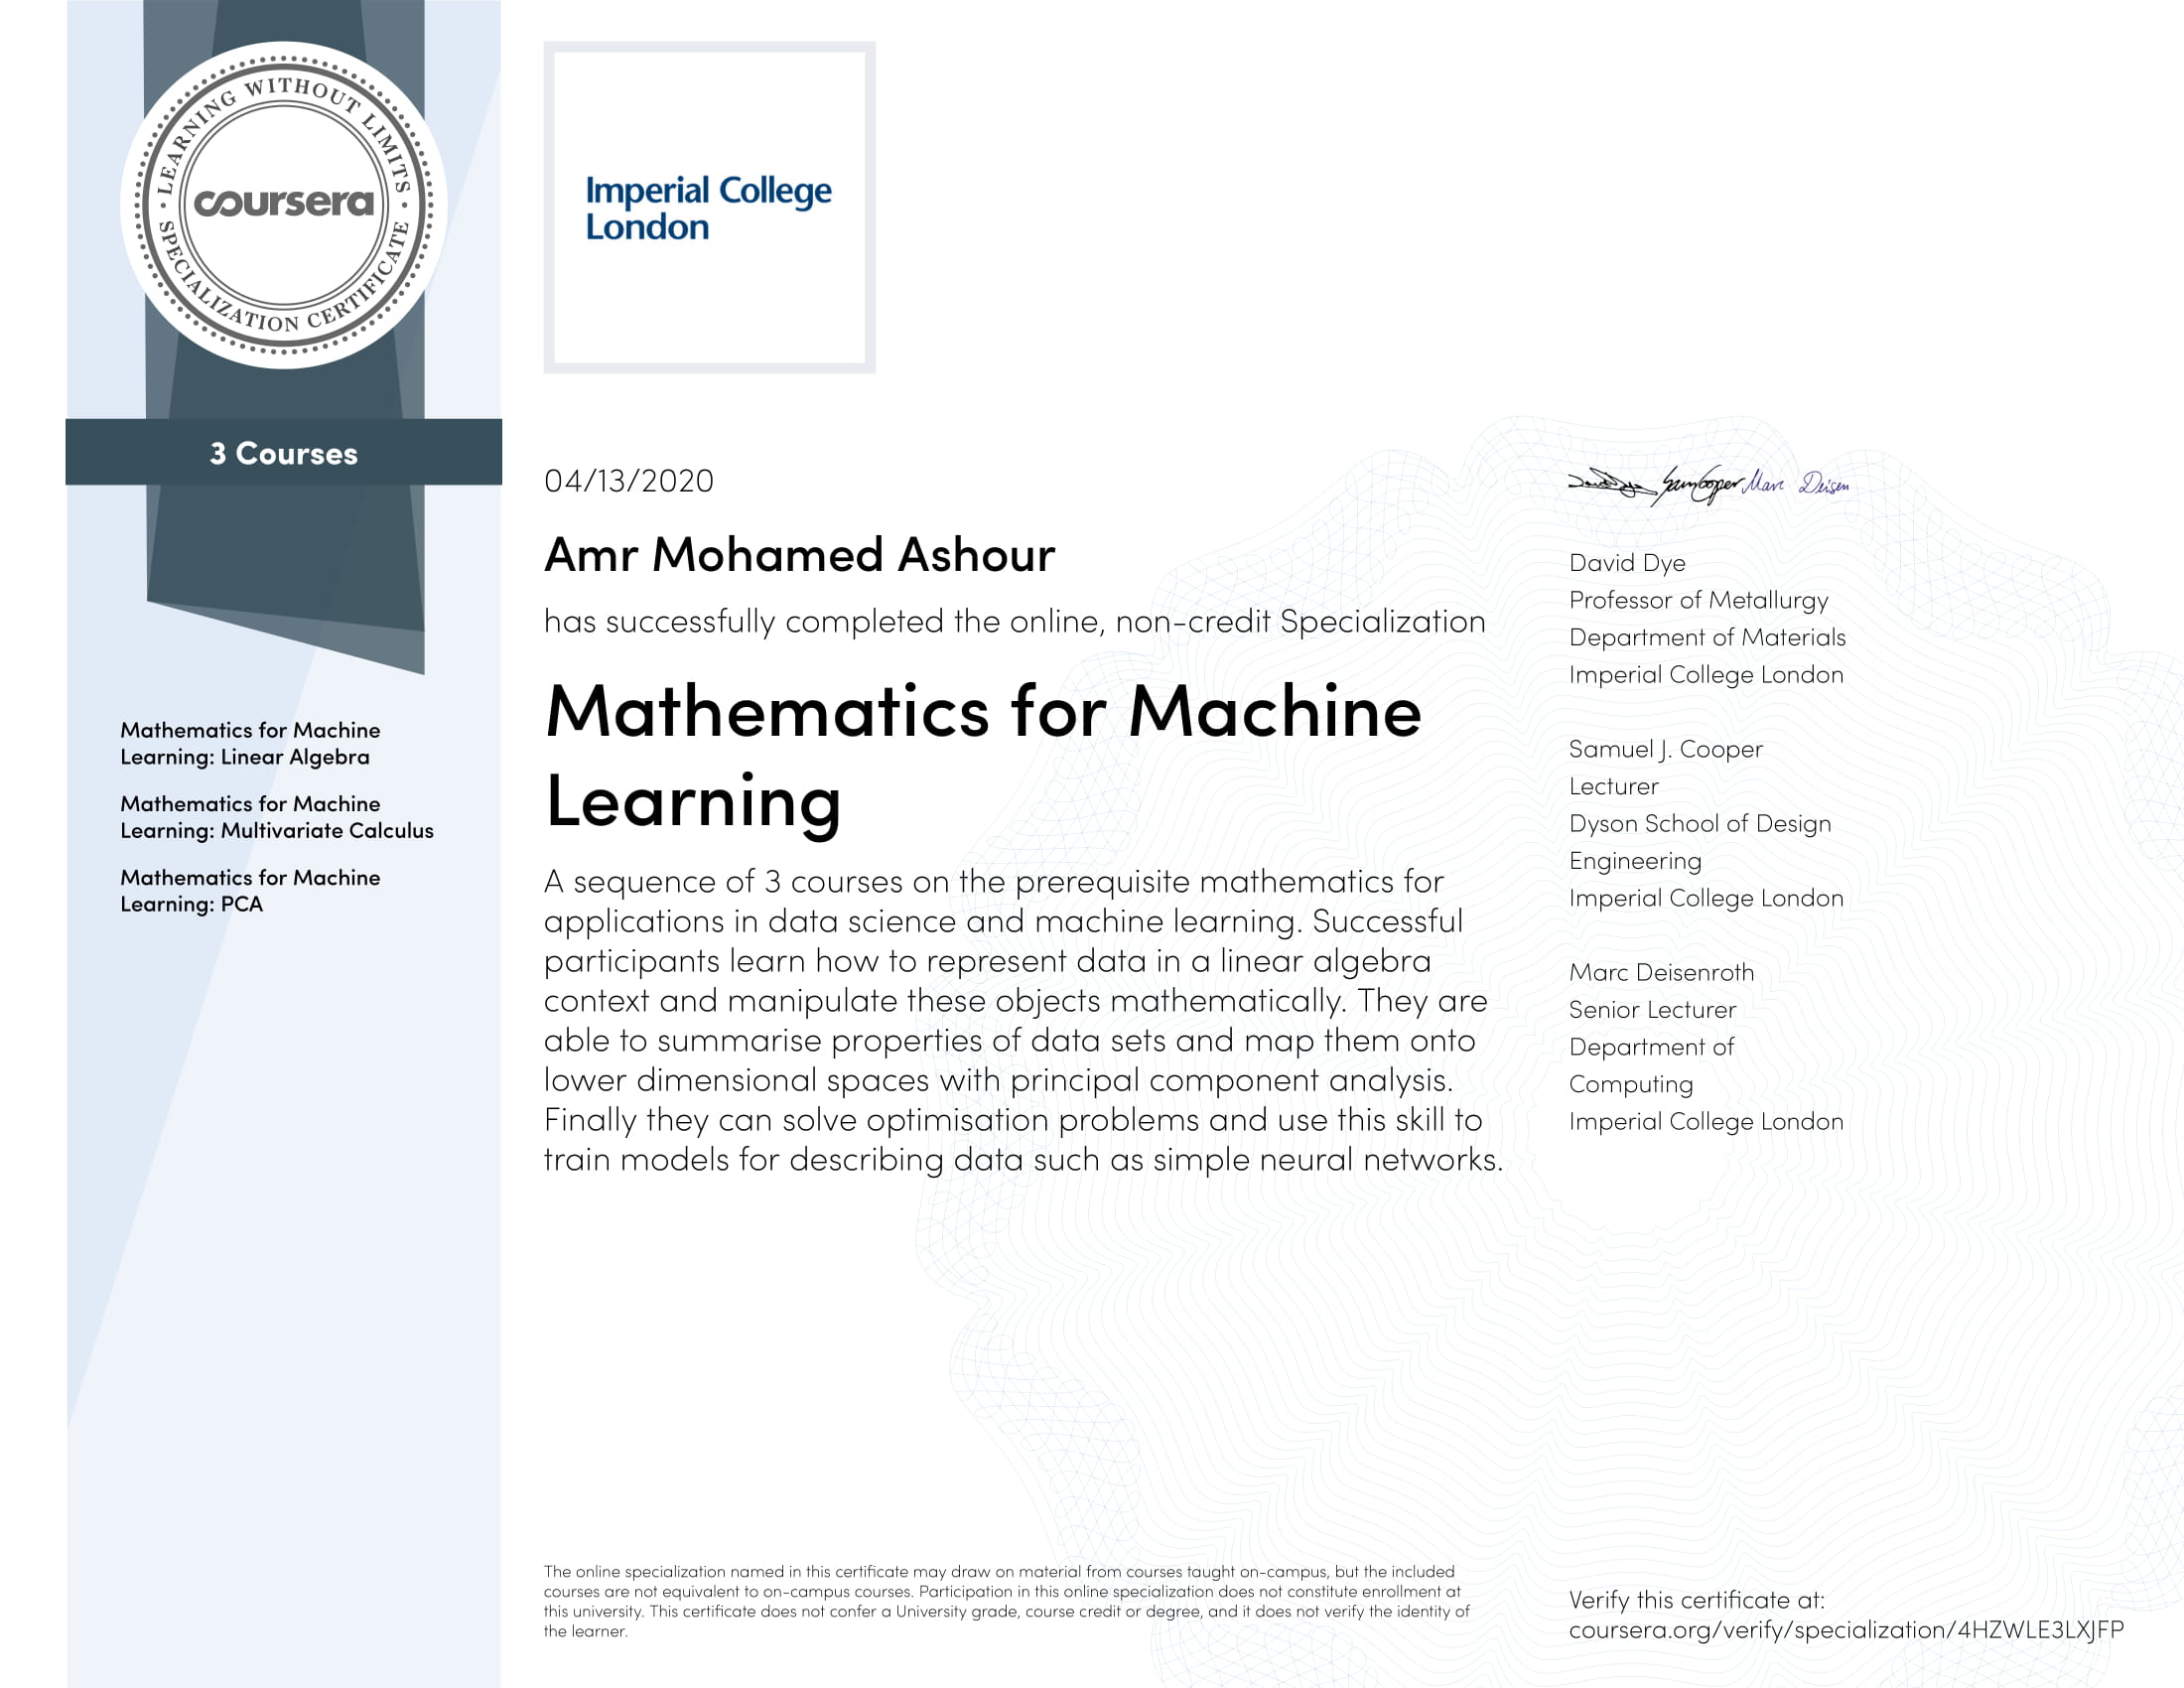 LEARNING WITHOUT LIMITS
coursera
SPECIALIZATION CERTIFICATE
3 Courses
Mathematics for Machine
Learning: Linear Algebra
Mathematics for Machine
Learning: Multivariate Calculus
Mathematics for Machine
Learning: PCA
Imperial College
London
04/13/2020
Amr Mohamed Ashour
has successfully completed the online, non-credit Specialization
Mathematics for Machine
Learning
A sequence of 3 courses on the prerequisite mathematics for
applications in data science and machine learning. Successful
participants learn how to represent data in a linear algebra
context and manipulate these objects mathematically. They are
able to summarise properties of data sets and map them onto
lower dimensional spaces with principal component analysis.
Finally they can solve optimisation problems and use this skill to
train models for describing data such as simple neural networks.
David Dye
Professor of Metallurgy
Department of Materials
Imperial College London
Samuel J. Cooper
Lecturer
Dyson School of Design
Engineering
Imperial College London
Marc Deisenroth
Senior Lecturer
Department of
Computing
Imperial College London
The online specialization named in this certificate may draw on material from courses taught on-campus, but the included
courses are not equivalent to on-campus courses. Participation in this online specialization does not constitute enrollment at
this university. This certificate does not confer a University grade, course credit or degree, and it does not verify the identity of
the learner.
Verify this certificate at:
coursera.org/verify/specialization/4HZWLE3LXJFP